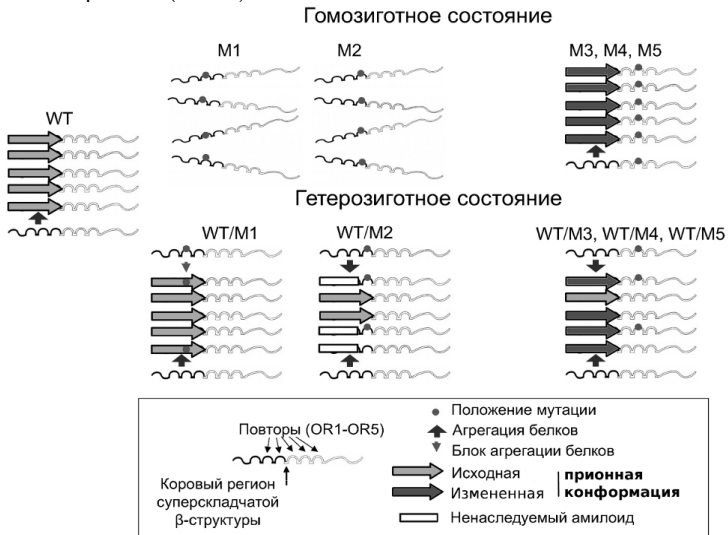 Гомозиготное состояние
M1
M2
M3, M4, M5
WT
Гетерозиготное состояние
WT/M1
WT/M2
WT/M3, WT/M4, WT/M5
Повторы (OR1-OR5)
Коровый регион
суперскладчатой
β-структуры
Положение мутации
Агрегация белков
Блок агрегации белков
Исходная
Измененная
прионная
конформация
Ненаследуемый амилоид